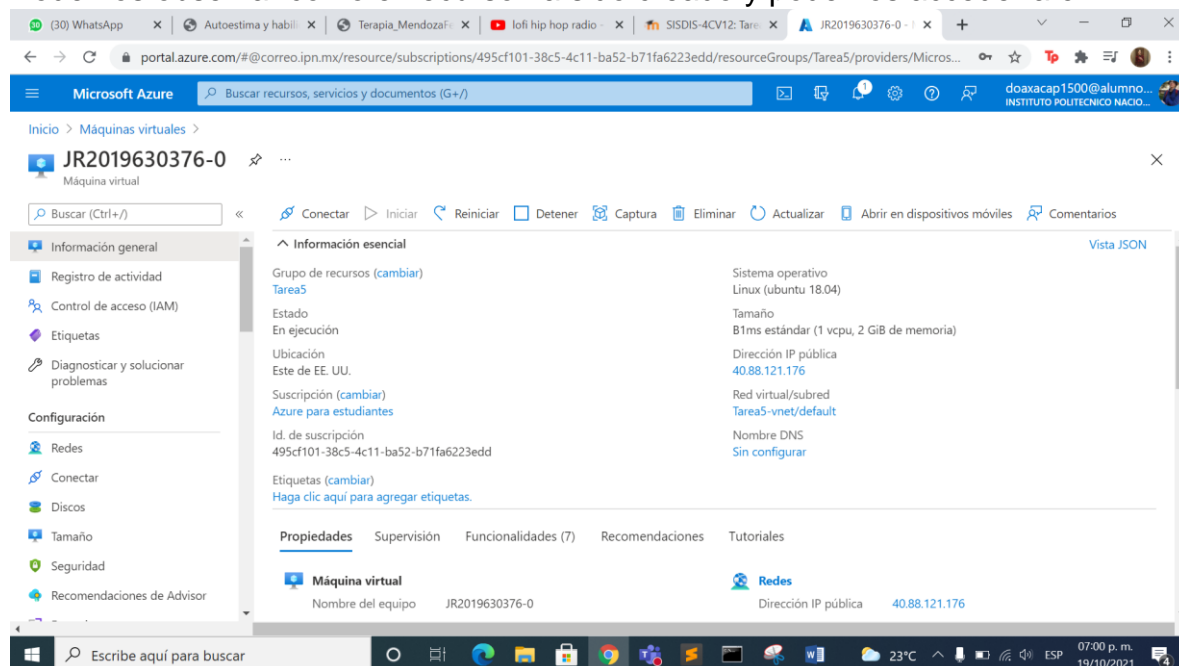 (30) WhatsApp
Autoestima y habili
Terapia_MendozaF
lofi hip hop radio -
SISDIS-4CV12: Tare
JR2019630376-0 -
portal.azure.com/#@correo.ipn.mx/resource/subscriptions/495cf101-38c5-4c11-ba52-b71fa6223edd/resourceGroups/Tarea5/providers/Micros...
Microsoft Azure
Buscar recursos, servicios y documentos (G+/)
doaxacap1500@alumno...
INSTITUTO POLITECNICO NACIO...
Inicio > Máquinas virtuales >
JR2019630376-0
Máquina virtual
Buscar (Ctrl+/)
Conectar Iniciar Reiniciar Detener Captura Eliminar Actualizar Abrir en dispositivos móviles Comentarios
Información general
Registro de actividad
Control de acceso (IAM)
Etiquetas
Diagnosticar y solucionar
problemas
Configuración
Redes
Conectar
Discos
Tamaño
Seguridad
Recomendaciones de Advisor
Información esencial
Vista JSON
Grupo de recursos (cambiar)
Tarea5
Estado
En ejecución
Ubicación
Este de EE. UU.
Suscripción (cambiar)
Azure para estudiantes
Id. de suscripción
495cf101-38c5-4c11-ba52-b71fa6223edd
Etiquetas (cambiar)
Haga clic aquí para agregar etiquetas.
Sistema operativo
Linux (ubuntu 18.04)
Tamaño
B1ms estándar (1 vcpu, 2 GiB de memoria)
Dirección IP pública
40.88.121.176
Red virtual/subred
Tarea5-vnet/default
Nombre DNS
Sin configurar
Propiedades Supervisión Funcionalidades (7) Recomendaciones Tutoriales
Máquina virtual
Nombre del equipo JR2019630376-0
Redes
Dirección IP pública 40.88.121.176
Escribe aquí para buscar
23°C
ESP
07:00 p. m.
19/10/2021